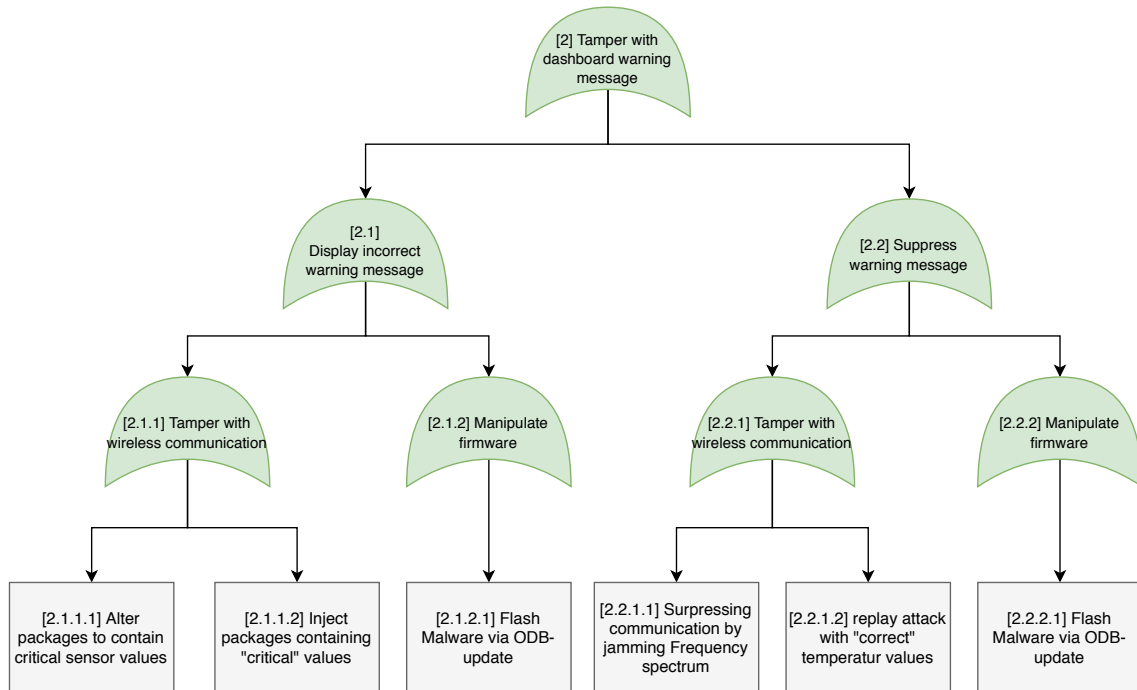 [2] Tamper with
dashboard warning
message
[2.1]
Display incorrect
warning message
[2.2] Suppress
warning message
[2.1.1] Tamper with
wireless communication
[2.1.2] Manipulate
firmware
[2.2.1] Tamper with
wireless communication
[2.2.2] Manipulate
firmware
[2.1.1.1] Alter
packages to contain
critical sensor values
[2.1.1.2] Inject
packages containing
"critical" values
[2.1.2.1] Flash
Malware via ODB-
update
[2.2.1.1] Surpressing
communication by
jamming Frequency
spectrum
[2.2.1.2] replay attack
with "correct"
temperatur values
[2.2.2.1] Flash
Malware via ODB-
update